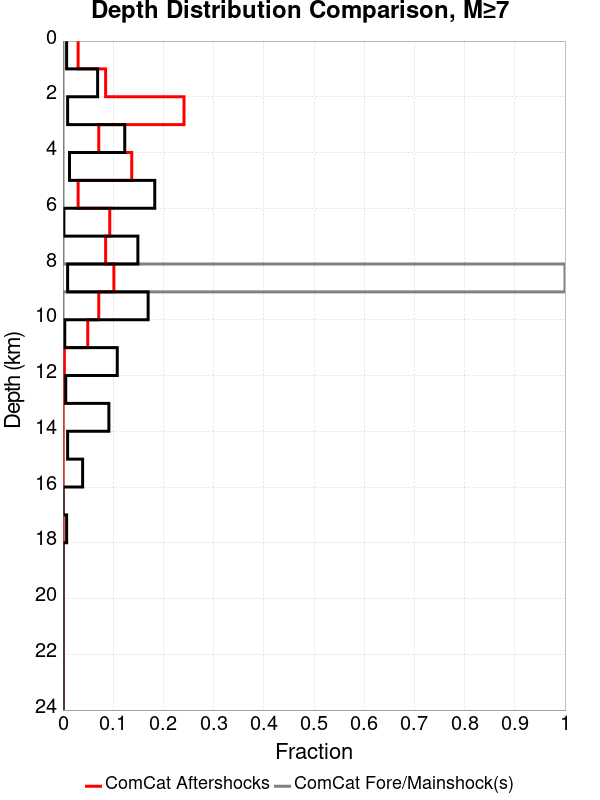 Depth Distribution Comparison, M≥7
0
2
4
6
8
10
12
14
16
18
20
22
24
Depth (km)
0 0.1 0.2 0.3 0.4 0.5 0.6 0.7 0.8 0.9 1
Fraction
ComCat Aftershocks ComCat Fore/Mainshock(s)